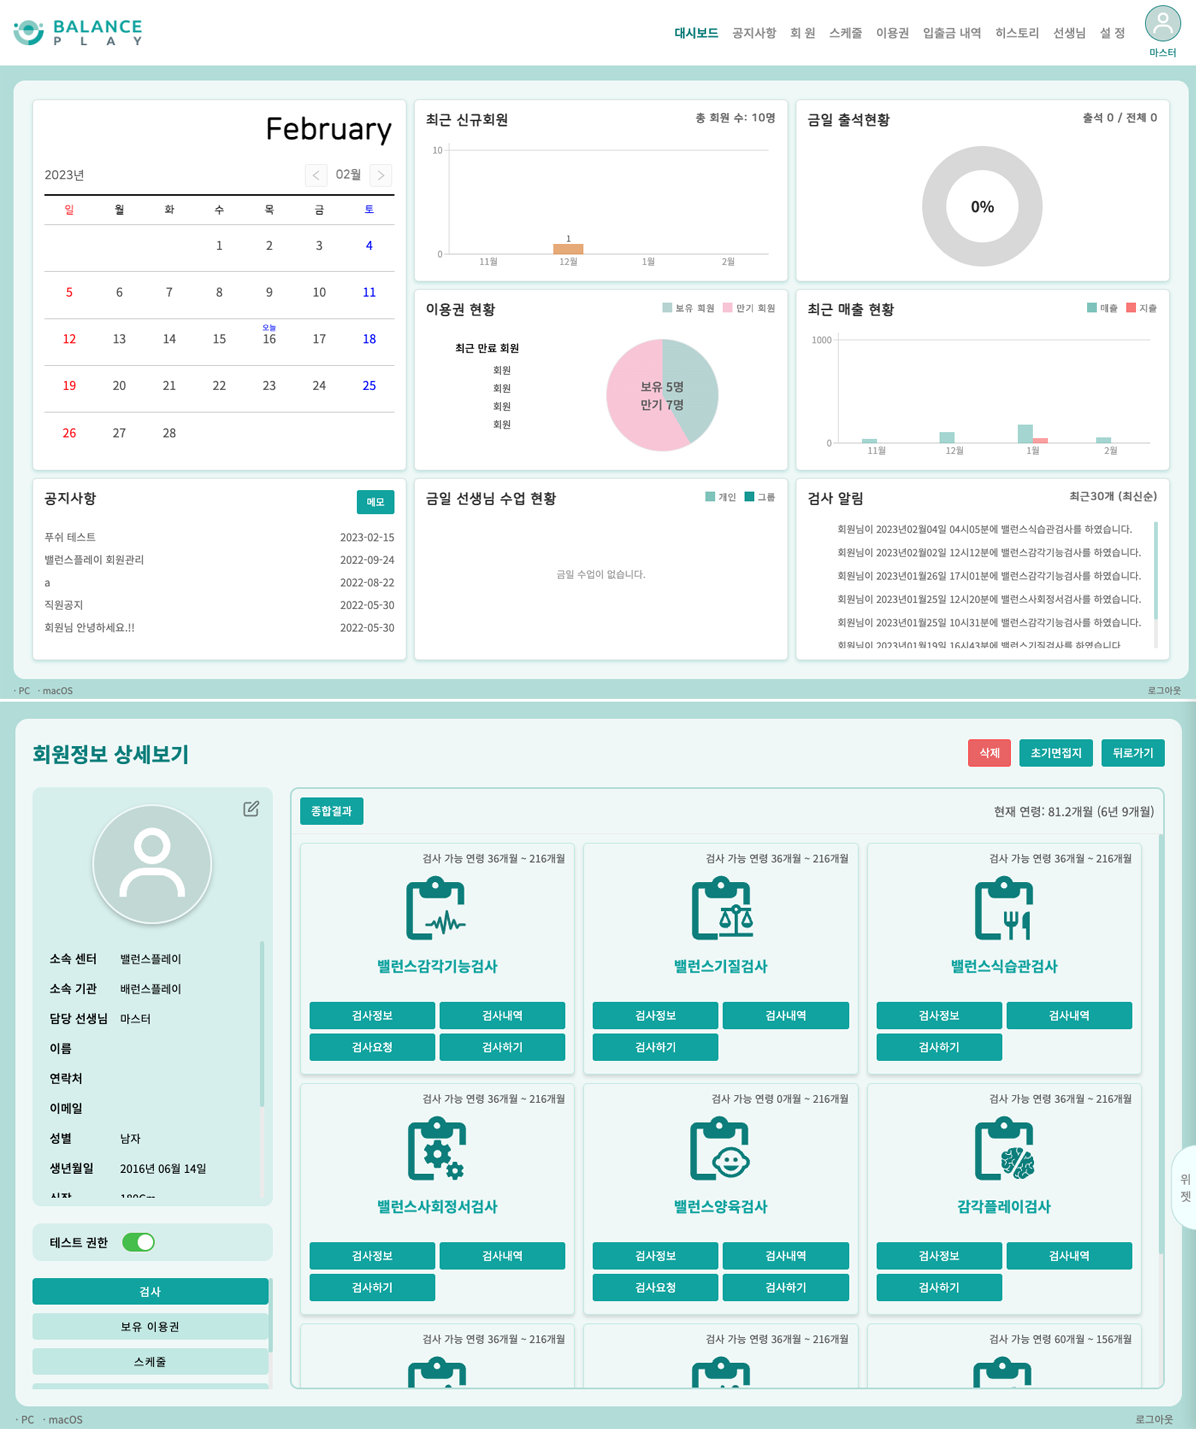 BALANCE
PLAY
대시보드 공지사항 회 원 스케줄 이용권 입출금 내역 히스토리 선생님 설 정
마스터
February
2023년
02월
일 월 화 수 목 금 토
1 2 3 4
5 6 7 8 9 10 11
오늘
12 13 14 15 16 17 18
19 20 21 22 23 24 25
26 27 28
최근 신규회원
총 회원 수: 10명
10
1
0
11월 12월 1월 2월
금일 출석현황
출석 0 / 전체 0
0%
이용권 현황
보유 회원 만기 회원
최근 만료 회원
회원
회원
회원
회원
보유 5명
만기 7명
최근 매출 현황
매출 지출
1000
0
11월 12월 1월 2월
공지사항
메모
푸쉬 테스트 2023-02-15
밸런스플레이 회원관리 2022-09-24
a 2022-08-22
직원공지 2022-05-30
회원님 안녕하세요.!! 2022-05-30
금일 선생님 수업 현황
개인 그룹
금일 수업이 없습니다.
검사 알림
최근30개 (최신순)
회원님이 2023년02월04일 04시05분에 밸런스식습관검사를 하였습니다.
회원님이 2023년02월02일 12시12분에 밸런스감각기능검사를 하였습니다.
회원님이 2023년01월26일 17시01분에 밸런스감각기능검사를 하였습니다.
회원님이 2023년01월25일 12시20분에 밸런스사회정서검사를 하였습니다.
회원님이 2023년01월25일 10시31분에 밸런스감각기능검사를 하였습니다.
회원님이 2023년01월19일 16시43분에 밸런스기질검사를 하였습니다
· PC · macOS
로그아웃
회원정보 상세보기
삭제 초기면접지 뒤로가기
소속 센터 밸런스플레이
소속 기관 배런스플레이
담당 선생님 마스터
이름
연락처
이메일
성별 남자
생년월일 2016년 06월 14일
테스트 권한
검사
보유 이용권
스케줄
종합결과
현재 연령: 81.2개월 (6년 9개월)
검사 가능 연령 36개월 ~ 216개월
밸런스감각기능검사
검사정보 검사내역
검사요청 검사하기
검사 가능 연령 36개월 ~ 216개월
밸런스기질검사
검사정보 검사내역
검사하기
검사 가능 연령 36개월 ~ 216개월
밸런스식습관검사
검사정보 검사내역
검사하기
검사 가능 연령 36개월 ~ 216개월
밸런스사회정서검사
검사정보 검사내역
검사하기
검사 가능 연령 0개월 ~ 216개월
밸런스양육검사
검사정보 검사내역
검사요청 검사하기
검사 가능 연령 36개월 ~ 216개월
감각플레이검사
검사정보 검사내역
검사하기
검사 가능 연령 36개월 ~ 216개월
검사 가능 연령 36개월 ~ 216개월
검사 가능 연령 60개월 ~ 156개월
위
젯
· PC · macOS
로그아웃